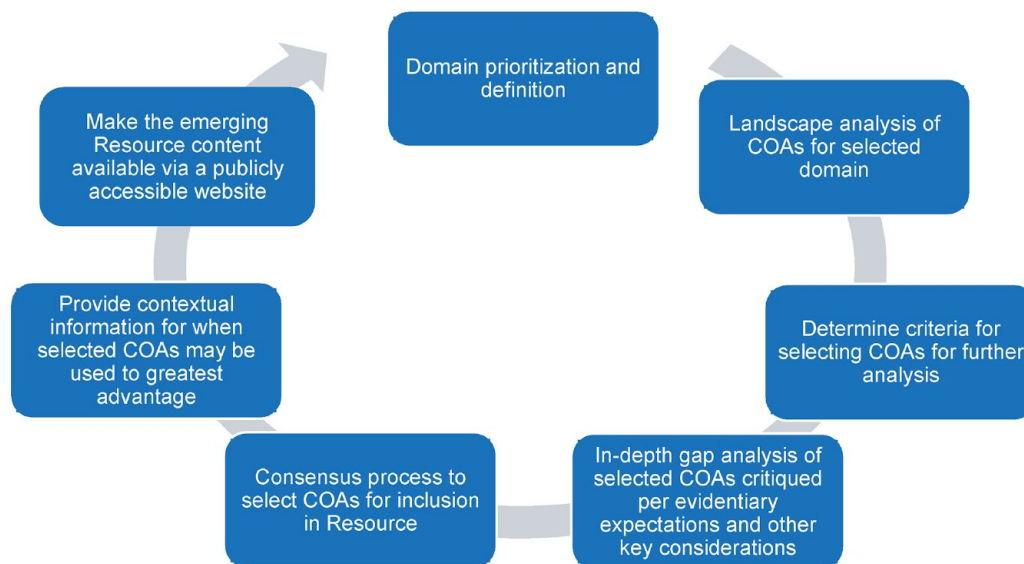 Domain prioritization and
definition
Landscape analysis of
COAs for selected
domain
Determine criteria for
selecting COAs for further
analysis
In-depth gap analysis of
selected COAs critiqued
per evidentiary
expectations and other
key considerations
Consensus process to
select COAs for inclusion
in Resource
Provide contextual
information for when
selected COAs may be
used to greatest
advantage
Make the emerging
Resource content
available via a publicly
accessible website